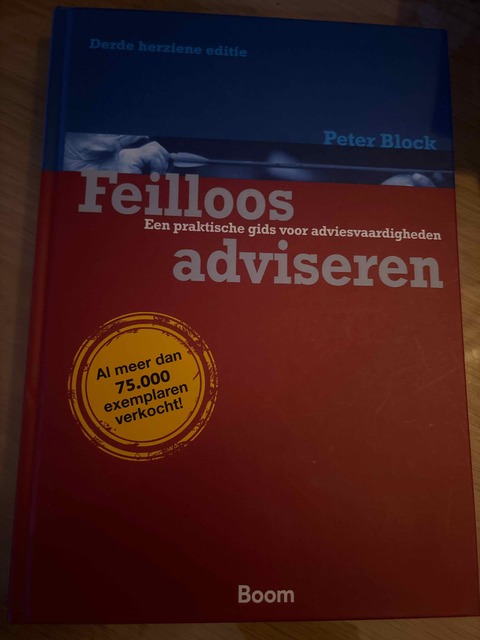 Derde herziene editie
Peter Block
Feilloos
Een praktische gids voor adviesvaardigheden
adviseren
Al meer dan
75.000
exemplaren
verkocht!
Boom